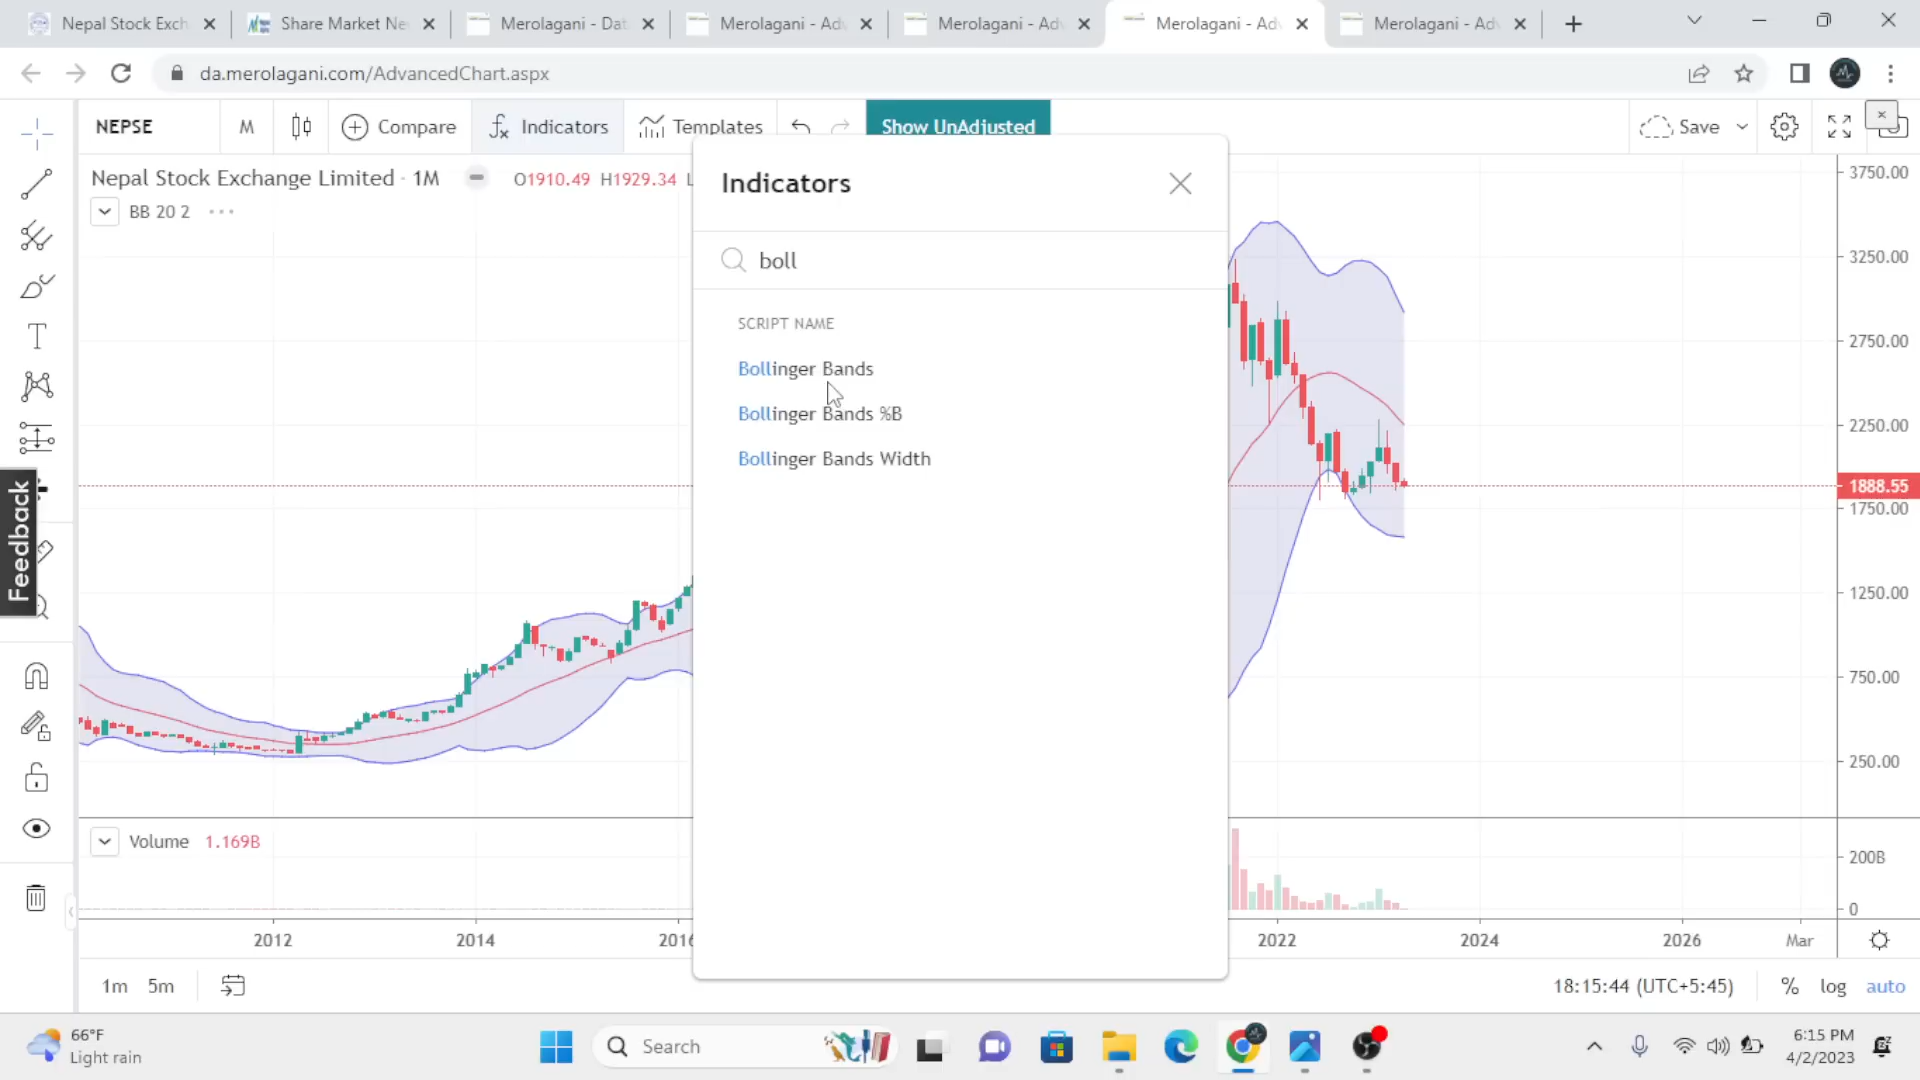 Nepal Stock Exch
Share Market Ne
Merolagani - Dat
Merolagani - Adv
Merolagani - Adv
Merolagani - Adv
Merolagani - Adv
da.merolagani.com/AdvancedChart.aspx
NEPSE
M
Compare
Indicators
Templates
Show UnAdjusted
Save
Nepal Stock Exchange Limited · 1M
O1910.49 H1929.34 L
BB 20 2
Indicators
boll
SCRIPT NAME
Bollinger Bands
Bollinger Bands %B
Bollinger Bands Width
3750.00
3250.00
2750.00
2250.00
1888.55
1750.00
1250.00
750.00
250.00
Feedback
Volume 1.169B
200B
0
2012
2014
2016
2022
2024
2026
Mar
1m
5m
18:15:44 (UTC+5:45)
%
log
auto
66°F
Light rain
Search
6:15 PM
4/2/2023